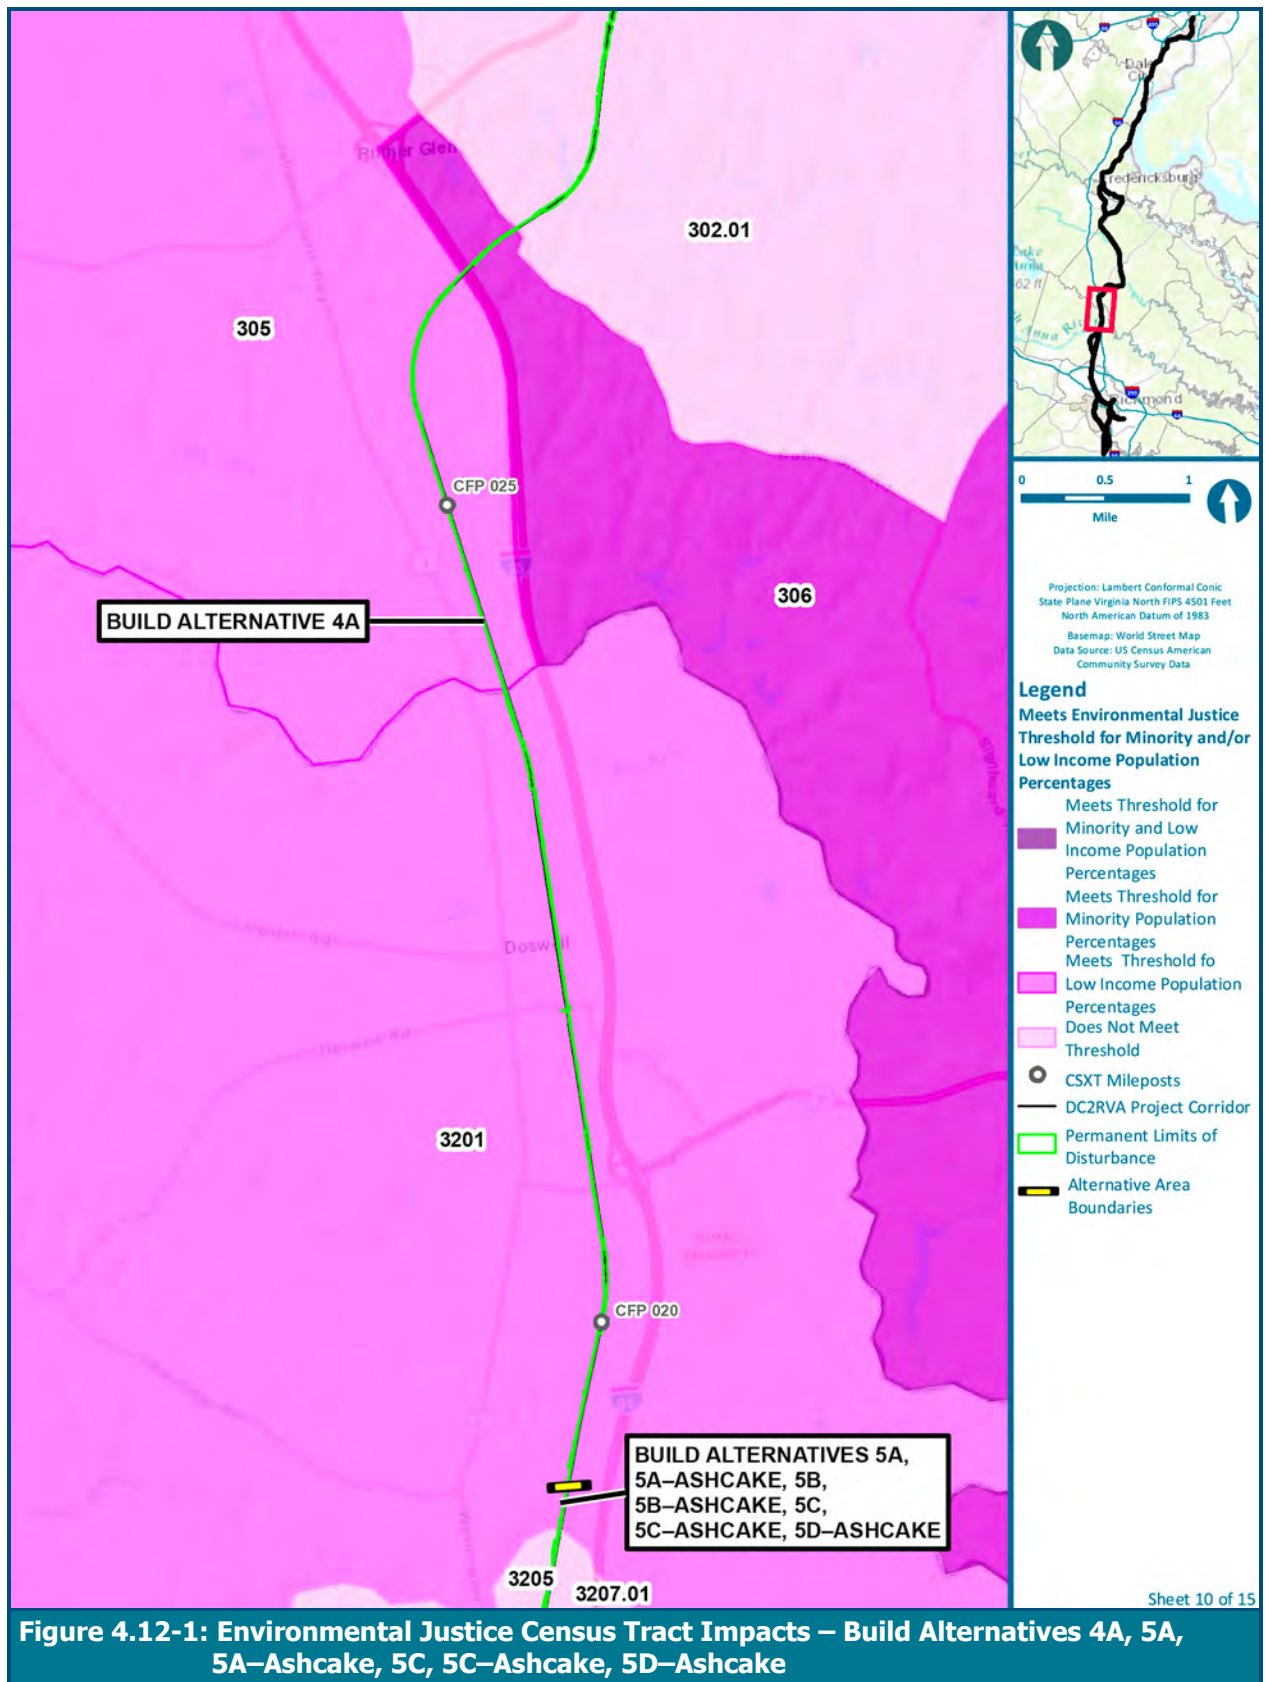 Ruther Glen
302.01
305
CFP 025
BUILD ALTERNATIVE 4A
306
Doswell
3201
CFP 020
BUILD ALTERNATIVES 5A,
5A–ASHCAKE, 5B,
5B–ASHCAKE, 5C,
5C–ASHCAKE, 5D–ASHCAKE
3205
3207.01
Dale
redericksburg
Richmond
0 0.5 1
Mile
Projection: Lambert Conformal Conic
State Plane Virginia North FIPS 4501 Feet
North American Datum of 1983
Basemap: World Street Map
Data Source: US Census American
Community Survey Data
Legend
Meets Environmental Justice
Threshold for Minority and/or
Low Income Population
Percentages
Meets Threshold for
Minority and Low
Income Population
Percentages
Meets Threshold for
Minority Population
Percentages
Meets Threshold fo
Low Income Population
Percentages
Does Not Meet
Threshold
CSXT Mileposts
DC2RVA Project Corridor
Permanent Limits of
Disturbance
Alternative Area
Boundaries
Sheet 10 of 15
Figure 4.12-1: Environmental Justice Census Tract Impacts – Build Alternatives 4A, 5A,
5A–Ashcake, 5C, 5C–Ashcake, 5D–Ashcake